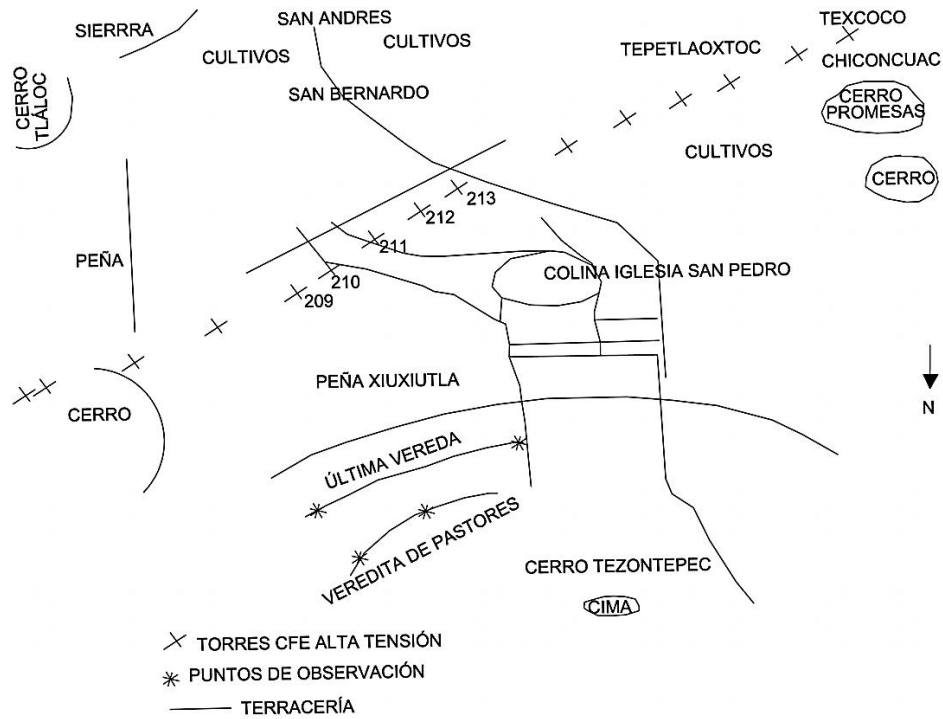 SAN ANDRES
TEXCOCO
SIERRRA
CULTIVOS
CULTIVOS
TEPETLAOXTOC
CHICONCUAC
CERRO
TLÁLOC
SAN BERNARDO
CERRO
PROMESAS
CULTIVOS
CERRO
213
212
211
PEÑA
210
COLINA IGLESIA SAN PEDRO
209
PEÑA XIUXIUTLA
N
CERRO
ÚLTIMA VEREDA
VEREDITA DE PASTORES
CERRO TEZONTEPEC
CIMA
TORRES CFE ALTA TENSIÓN
PUNTOS DE OBSERVACIÓN
TERRACERÍA